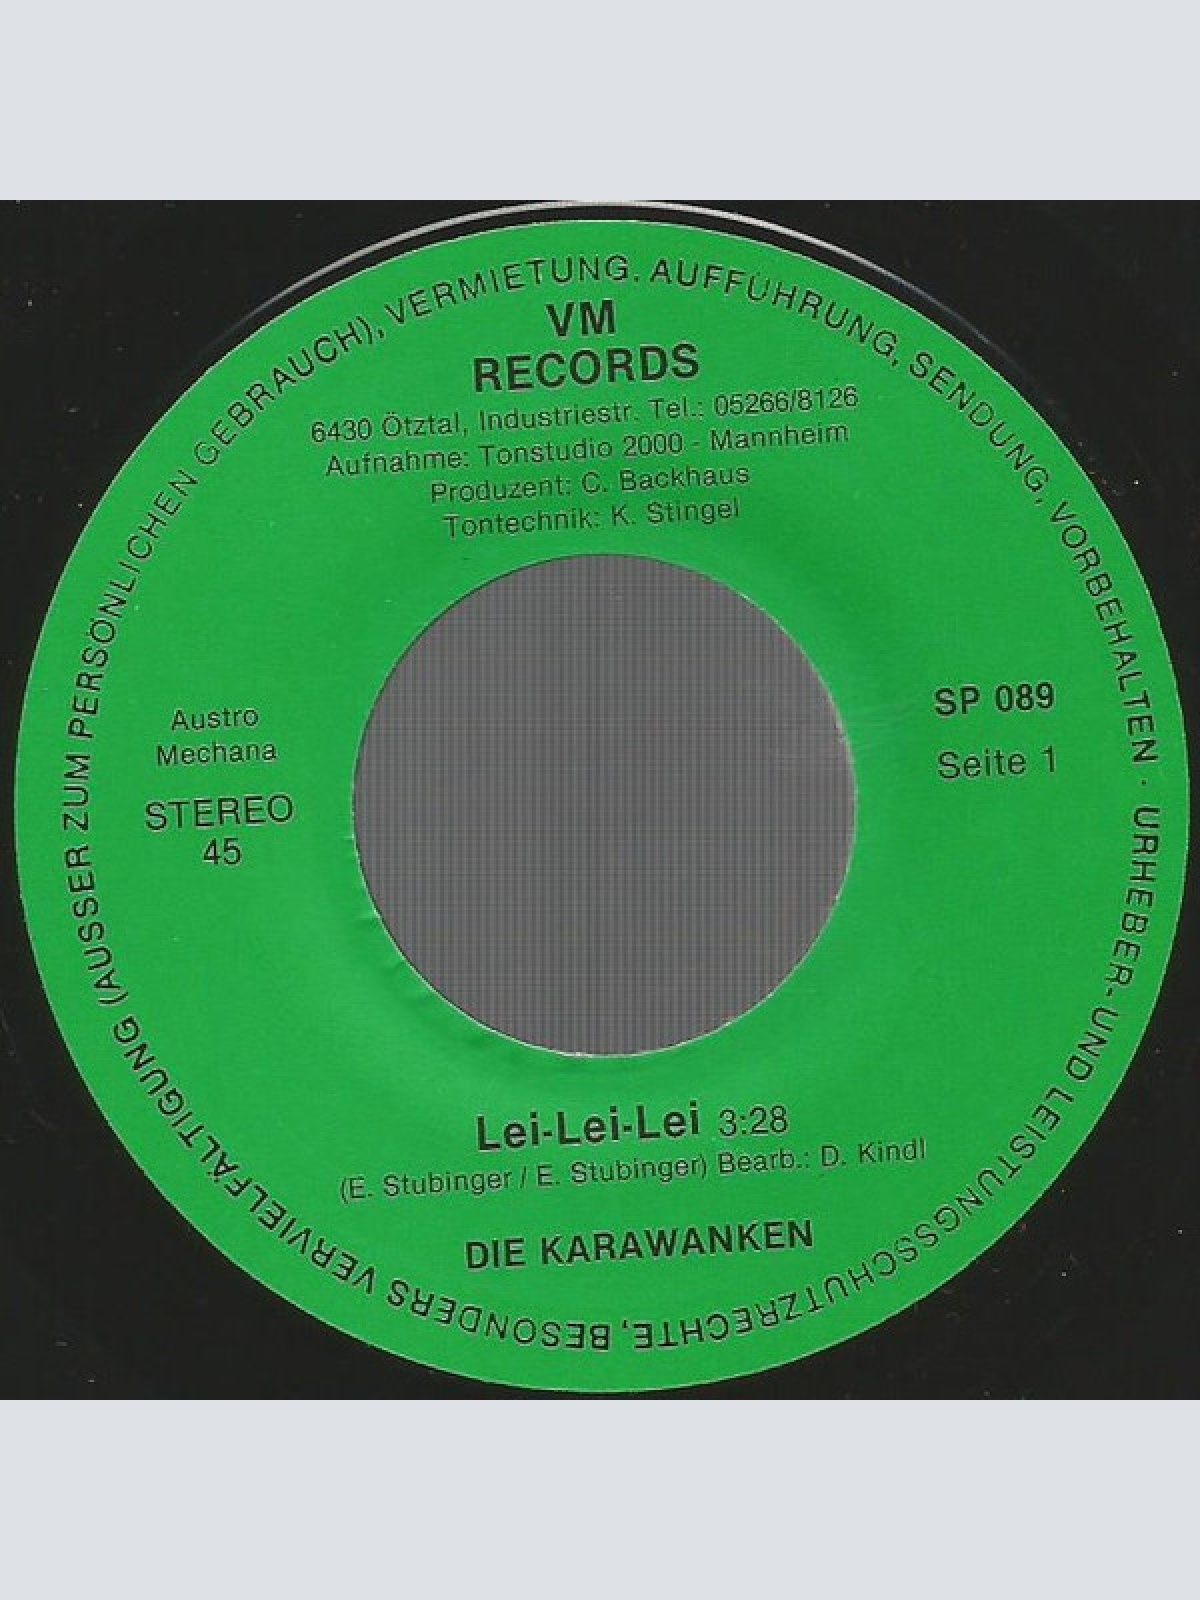 VM
RECORDS
6430 Ötztal, Industriestr. Tel.: 05266/8126
Aufnahme: Tonstudio 2000 - Mannheim
Produzent: C. Backhaus
Tontechnik: K. Stingel
Austro
Mechana
STEREO
45
SP 089
Seite 1
Lei-Lei-Lei 3:28
(E. Stubinger / E. Stubinger) Bearb.: D. Kindl
DIE KARAWANKEN
URHEBER- UND LEISTUNGSSCHUTZRECHTE, BESONDERS VERVIELFÄLTIGUNG (AUSSER ZUM PERSÖNLICHEN GEBRAUCH), VERMIETUNG. AUFFÜHRUNG, SENDUNG, VORBEHALTEN ·